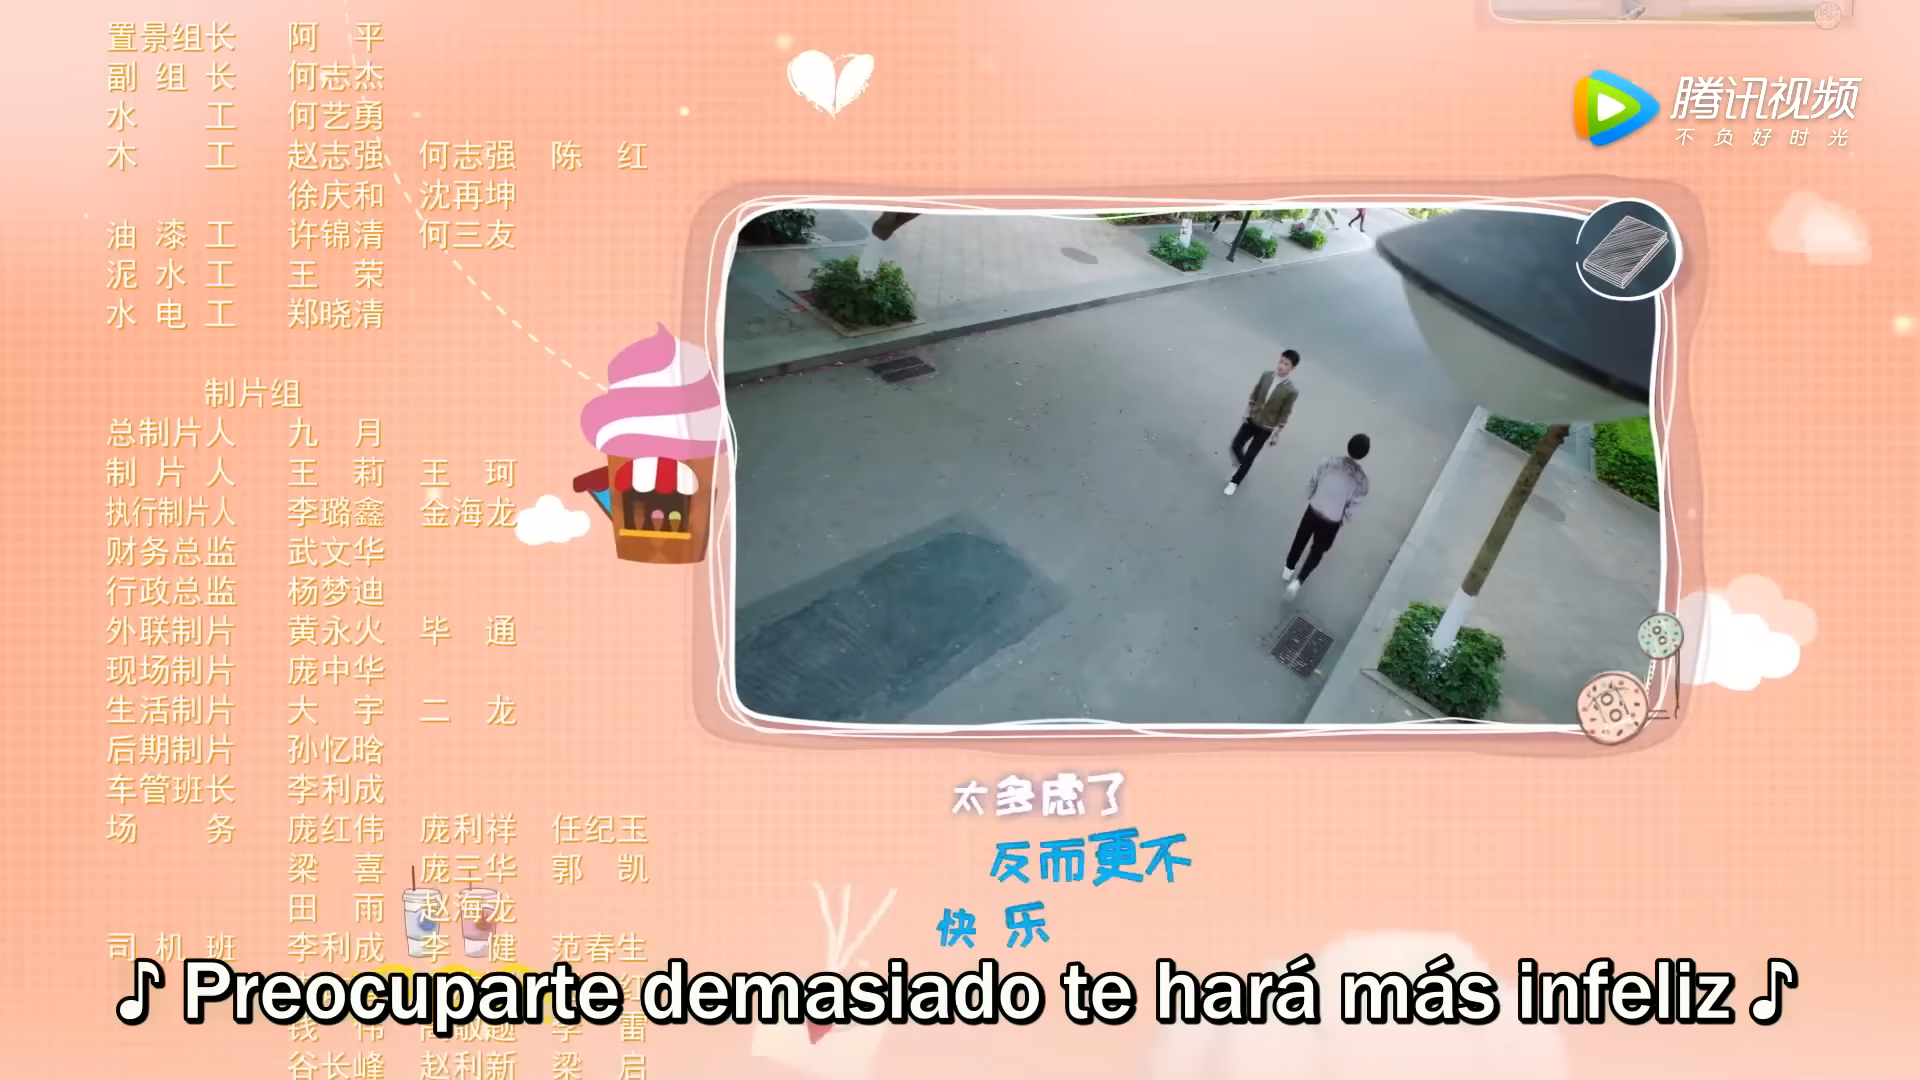 置景组长 阿 平
副组长 何志杰
水 工 何艺勇
木 工 赵志强 何志强 陈 红
徐庆和 沈再坤
油漆工 许锦清 何三友
泥水工 王 荣
水电工 郑晓清
制片组
总制片人 九 月
制片人 王 莉 王 珂
执行制片人 李璐鑫 金海龙
财务总监 武文华
行政总监 杨梦迪
外联制片 黄永火 毕 通
现场制片 庞中华
生活制片 大 宇 二 龙
后期制片 孙忆晗
车管班长 李利成
场 务 庞红伟 庞利祥 任纪玉
梁 喜 庞三华 郭 凯
田 雨 赵海龙
司机班 李利成 李 健 范春生
红
钱 伟 李 雷
谷长峰 赵利新 梁 启
腾讯视频
不负好时光
太多虑了
反而更不
快乐
♪ Preocuparte demasiado te hará más infeliz ♪